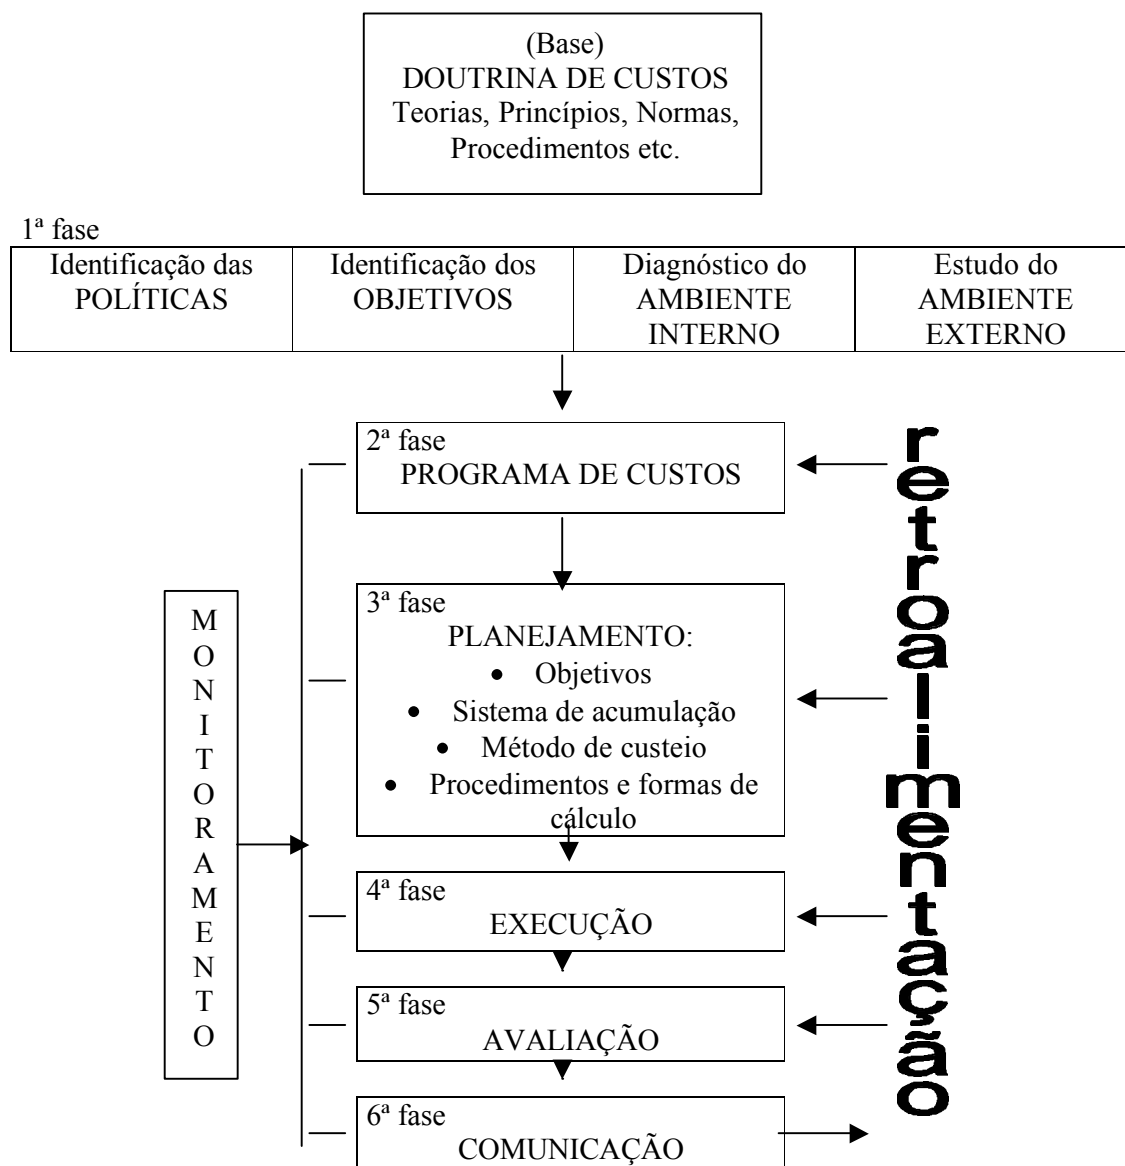 (Base)
DOUTRINA DE CUSTOS
Teorias, Princípios, Normas,
Procedimentos etc.
1ª fase
Identificação das
POLÍTICAS
Identificação dos
OBJETIVOS
Diagnóstico do
AMBIENTE
INTERNO
Estudo do
AMBIENTE
EXTERNO
2ª fase
PROGRAMA DE CUSTOS
3ª fase
PLANEJAMENTO:
• Objetivos
• Sistema de acumulação
• Método de custeio
• Procedimentos e formas de
cálculo
4ª fase
EXECUÇÃO
5ª fase
AVALIAÇÃO
6ª fase
COMUNICAÇÃO
MONITORAMENTO
retroalimentação